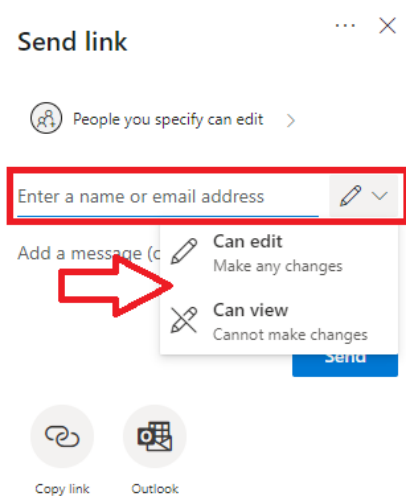 Send link
People you specify can edit
Enter a name or email address
Can edit
Add a message (
Make any changes
Can view
Cannot make changes
Send
Copy link
Outlook